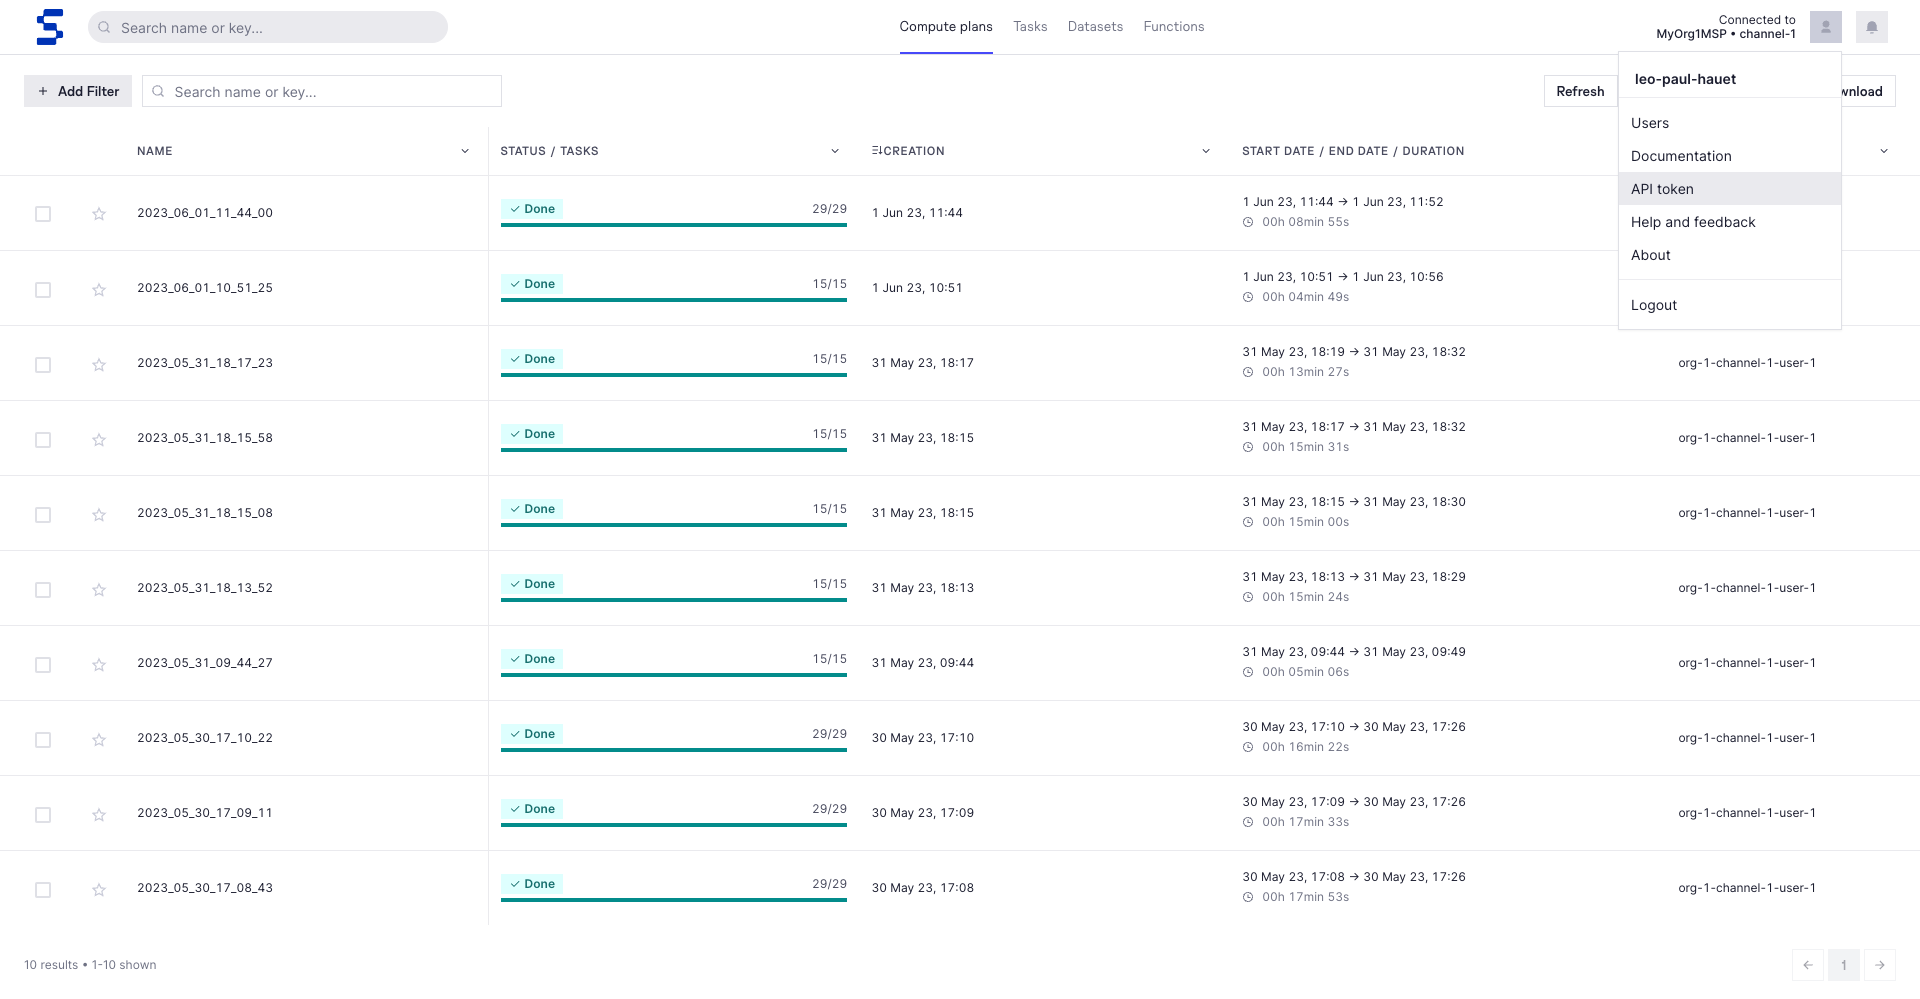 Search name or key...
Compute plans
Tasks
Datasets
Functions
Connected to
MyOrg1MSP • channel-1
leo-paul-hauet
Users
Documentation
API token
Help and feedback
About
Logout
+ Add Filter
Search name or key...
Refresh
NAME
STATUS / TASKS
CREATION
START DATE / END DATE / DURATION
2023_06_01_11_44_00
Done
29/29
1 Jun 23, 11:44
1 Jun 23, 11:44 → 1 Jun 23, 11:52
00h 08min 55s
2023_06_01_10_51_25
Done
15/15
1 Jun 23, 10:51
1 Jun 23, 10:51 → 1 Jun 23, 10:56
00h 04min 49s
2023_05_31_18_17_23
Done
15/15
31 May 23, 18:17
31 May 23, 18:19 → 31 May 23, 18:32
00h 13min 27s
org-1-channel-1-user-1
2023_05_31_18_15_58
Done
15/15
31 May 23, 18:15
31 May 23, 18:17 → 31 May 23, 18:32
00h 15min 31s
org-1-channel-1-user-1
2023_05_31_18_15_08
Done
15/15
31 May 23, 18:15
31 May 23, 18:15 → 31 May 23, 18:30
00h 15min 00s
org-1-channel-1-user-1
2023_05_31_18_13_52
Done
15/15
31 May 23, 18:13
31 May 23, 18:13 → 31 May 23, 18:29
00h 15min 24s
org-1-channel-1-user-1
2023_05_31_09_44_27
Done
15/15
31 May 23, 09:44
31 May 23, 09:44 → 31 May 23, 09:49
00h 05min 06s
org-1-channel-1-user-1
2023_05_30_17_10_22
Done
29/29
30 May 23, 17:10
30 May 23, 17:10 → 30 May 23, 17:26
00h 16min 22s
org-1-channel-1-user-1
2023_05_30_17_09_11
Done
29/29
30 May 23, 17:09
30 May 23, 17:09 → 30 May 23, 17:26
00h 17min 33s
org-1-channel-1-user-1
2023_05_30_17_08_43
Done
29/29
30 May 23, 17:08
30 May 23, 17:08 → 30 May 23, 17:26
00h 17min 53s
org-1-channel-1-user-1
10 results • 1-10 shown
← 1 →